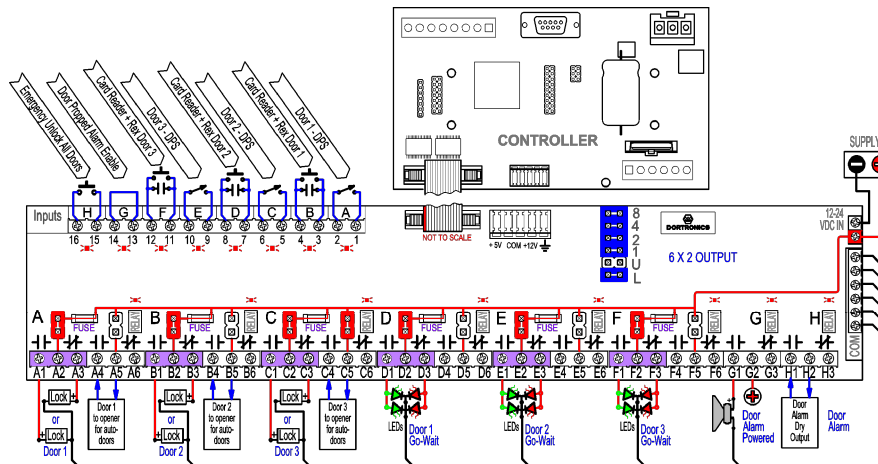 CONTROLLER
SUPPLY
Emergency Unlock All Doors
Door Propped Alarm Enable
Card Reader + Rex Door 3
Door 3 - DPS
Card Reader + Rex Door 2
Door 2 - DPS
Card Reader + Rex Door 1
Door 1 - DPS
Inputs
H G F E D C B A
16 15 14 13 12 11 10 9 8 7 6 5 4 3 2 1
NOT TO SCALE
+ 5V COM +12V
8
4
2
1
U
L
DORTRONICS
6 X 2 OUTPUT
12-24
VDC IN
A B C D E F G H
FUSE FUSE FUSE FUSE FUSE FUSE
RELAY RELAY RELAY RELAY RELAY RELAY RELAY RELAY
COM
A1 A2 A3 A4 A5 A6 B1 B2 B3 B4 B5 B6 C1 C2 C3 C4 C5 C6 D1 D2 D3 D4 D5 D6 E1 E2 E3 E4 E5 E6 F1 F2 F3 F4 F5 F6 G1 G2 G3 H1 H2 H3
Lock
or
Lock
Door 1
Door 1
to opener
for auto-
doors
Lock
or
Lock
Door 2
Door 2
to opener
for auto-
doors
Lock
or
Lock
Door 3
Door 3
to opener
for auto-
doors
LEDs
Door 1
Go-Wait
LEDs
Door 2
Go-Wait
LEDs
Door 3
Go-Wait
Door
Alarm
Powered
Door
Alarm
Dry
Output
Door
Alarm